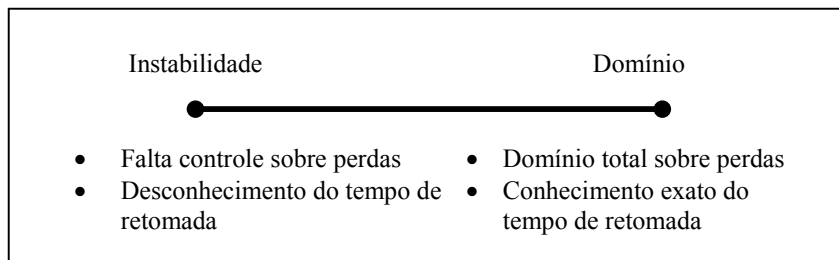 Instabilidade
Domínio
• Falta controle sobre perdas
• Desconhecimento do tempo de
retomada
• Domínio total sobre perdas
• Conhecimento exato do
tempo de retomada